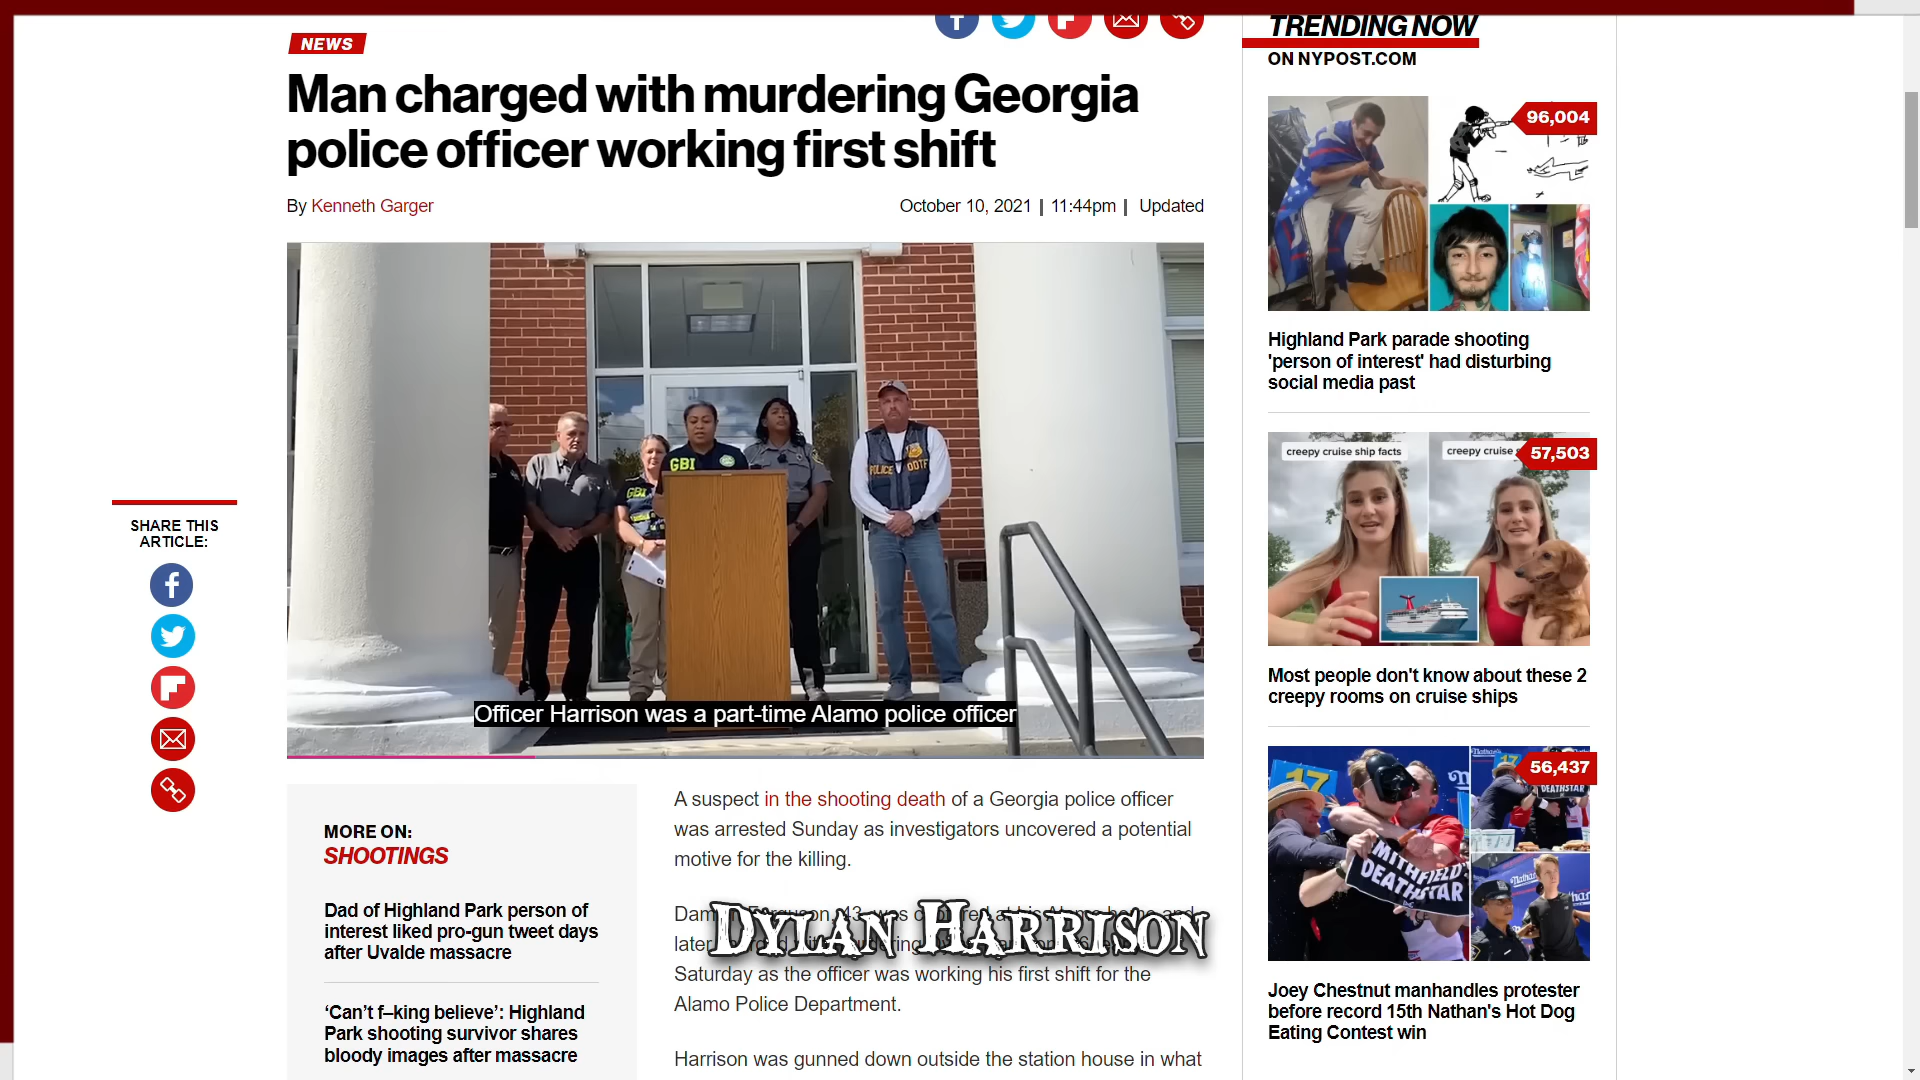 NEWS
Man charged with murdering Georgia
police officer working first shift
By Kenneth Garger
October 10, 2021 | 11:44pm | Updated
GBI
GBI
POLICE
Officer Harrison was a part-time Alamo police officer
SHARE THIS
ARTICLE:
MORE ON:
SHOOTINGS
Dad of Highland Park person of
interest liked pro-gun tweet days
after Uvalde massacre
‘Can’t f–king believe’: Highland
Park shooting survivor shares
bloody images after massacre
A suspect in the shooting death of a Georgia police officer
was arrested Sunday as investigators uncovered a potential
motive for the killing.
later
Saturday as the officer was working his first shift for the
Alamo Police Department.
Harrison was gunned down outside the station house in what
Dylan Harrison
TRENDING NOW
ON NYPOST.COM
96,004
Highland Park parade shooting
'person of interest' had disturbing
social media past
creepy cruise ship facts
creepy cruise
57,503
Most people don't know about these 2
creepy rooms on cruise ships
56,437
17
17
DEATHSTAR
MITHFIELD
DEATHSTAR
Joey Chestnut manhandles protester
before record 15th Nathan's Hot Dog
Eating Contest win